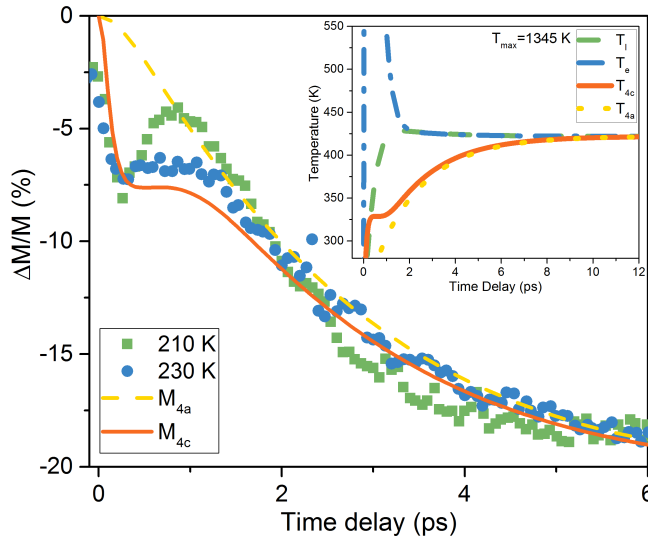 0
-5
-10
-15
-20
ΔM/M (%)
0
2
4
6
Time delay (ps)
210 K
230 K
M4a
M4c
550
500
450
400
350
300
Temperature (K)
0
2
4
6
8
10
12
Time Delay (ps)
Tmax=1345 K
Tl
Te
T4c
T4a